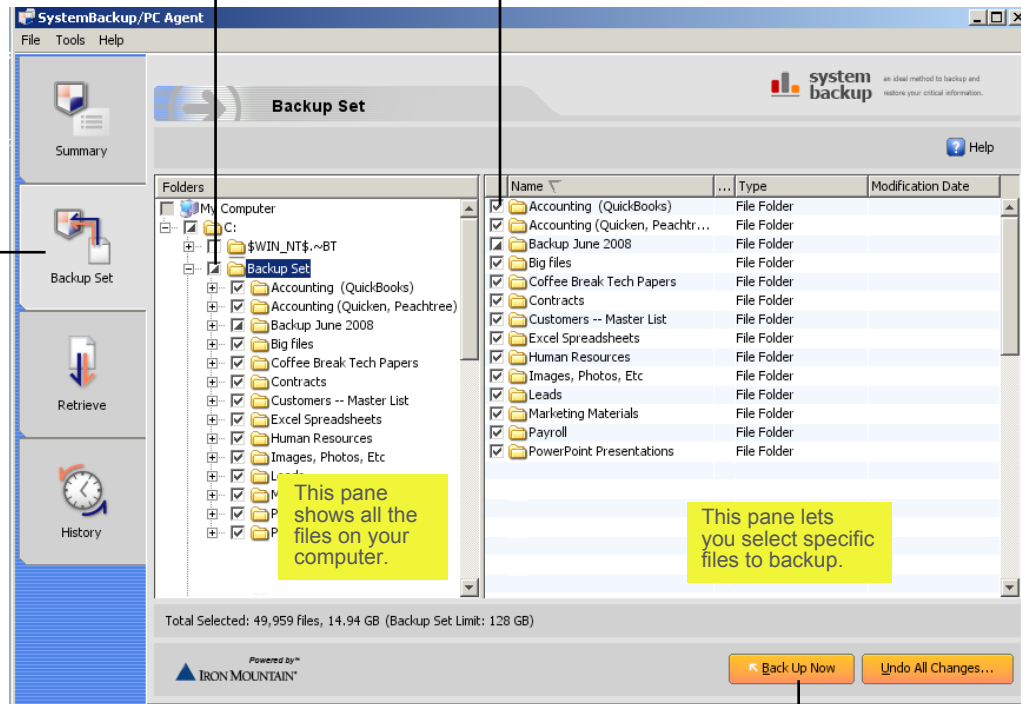 SystemBackup/PC Agent
File Tools Help
system
backup
an ideal method to backup and
restore your critical information.
Backup Set
Help
Summary
Backup Set
Retrieve
History
Folders
My Computer
C:
$WIN_NT$.~BT
Backup Set
Accounting (QuickBooks)
Accounting (Quicken, Peachtree)
Backup June 2008
Big files
Coffee Break Tech Papers
Contracts
Customers -- Master List
Excel Spreadsheets
Human Resources
Images, Photos, Etc
This pane
shows all the
files on your
computer.
Name ... Type Modification Date
Accounting (QuickBooks) File Folder
Accounting (Quicken, Peachtr... File Folder
Backup June 2008 File Folder
Big files File Folder
Coffee Break Tech Papers File Folder
Contracts File Folder
Customers -- Master List File Folder
Excel Spreadsheets File Folder
Human Resources File Folder
Images, Photos, Etc File Folder
Leads File Folder
Marketing Materials File Folder
Payroll File Folder
PowerPoint Presentations File Folder
This pane lets
you select specific
files to backup.
Total Selected: 49,959 files, 14.94 GB (Backup Set Limit: 128 GB)
Powered by™
IRON MOUNTAIN®
Back Up Now
Undo All Changes...